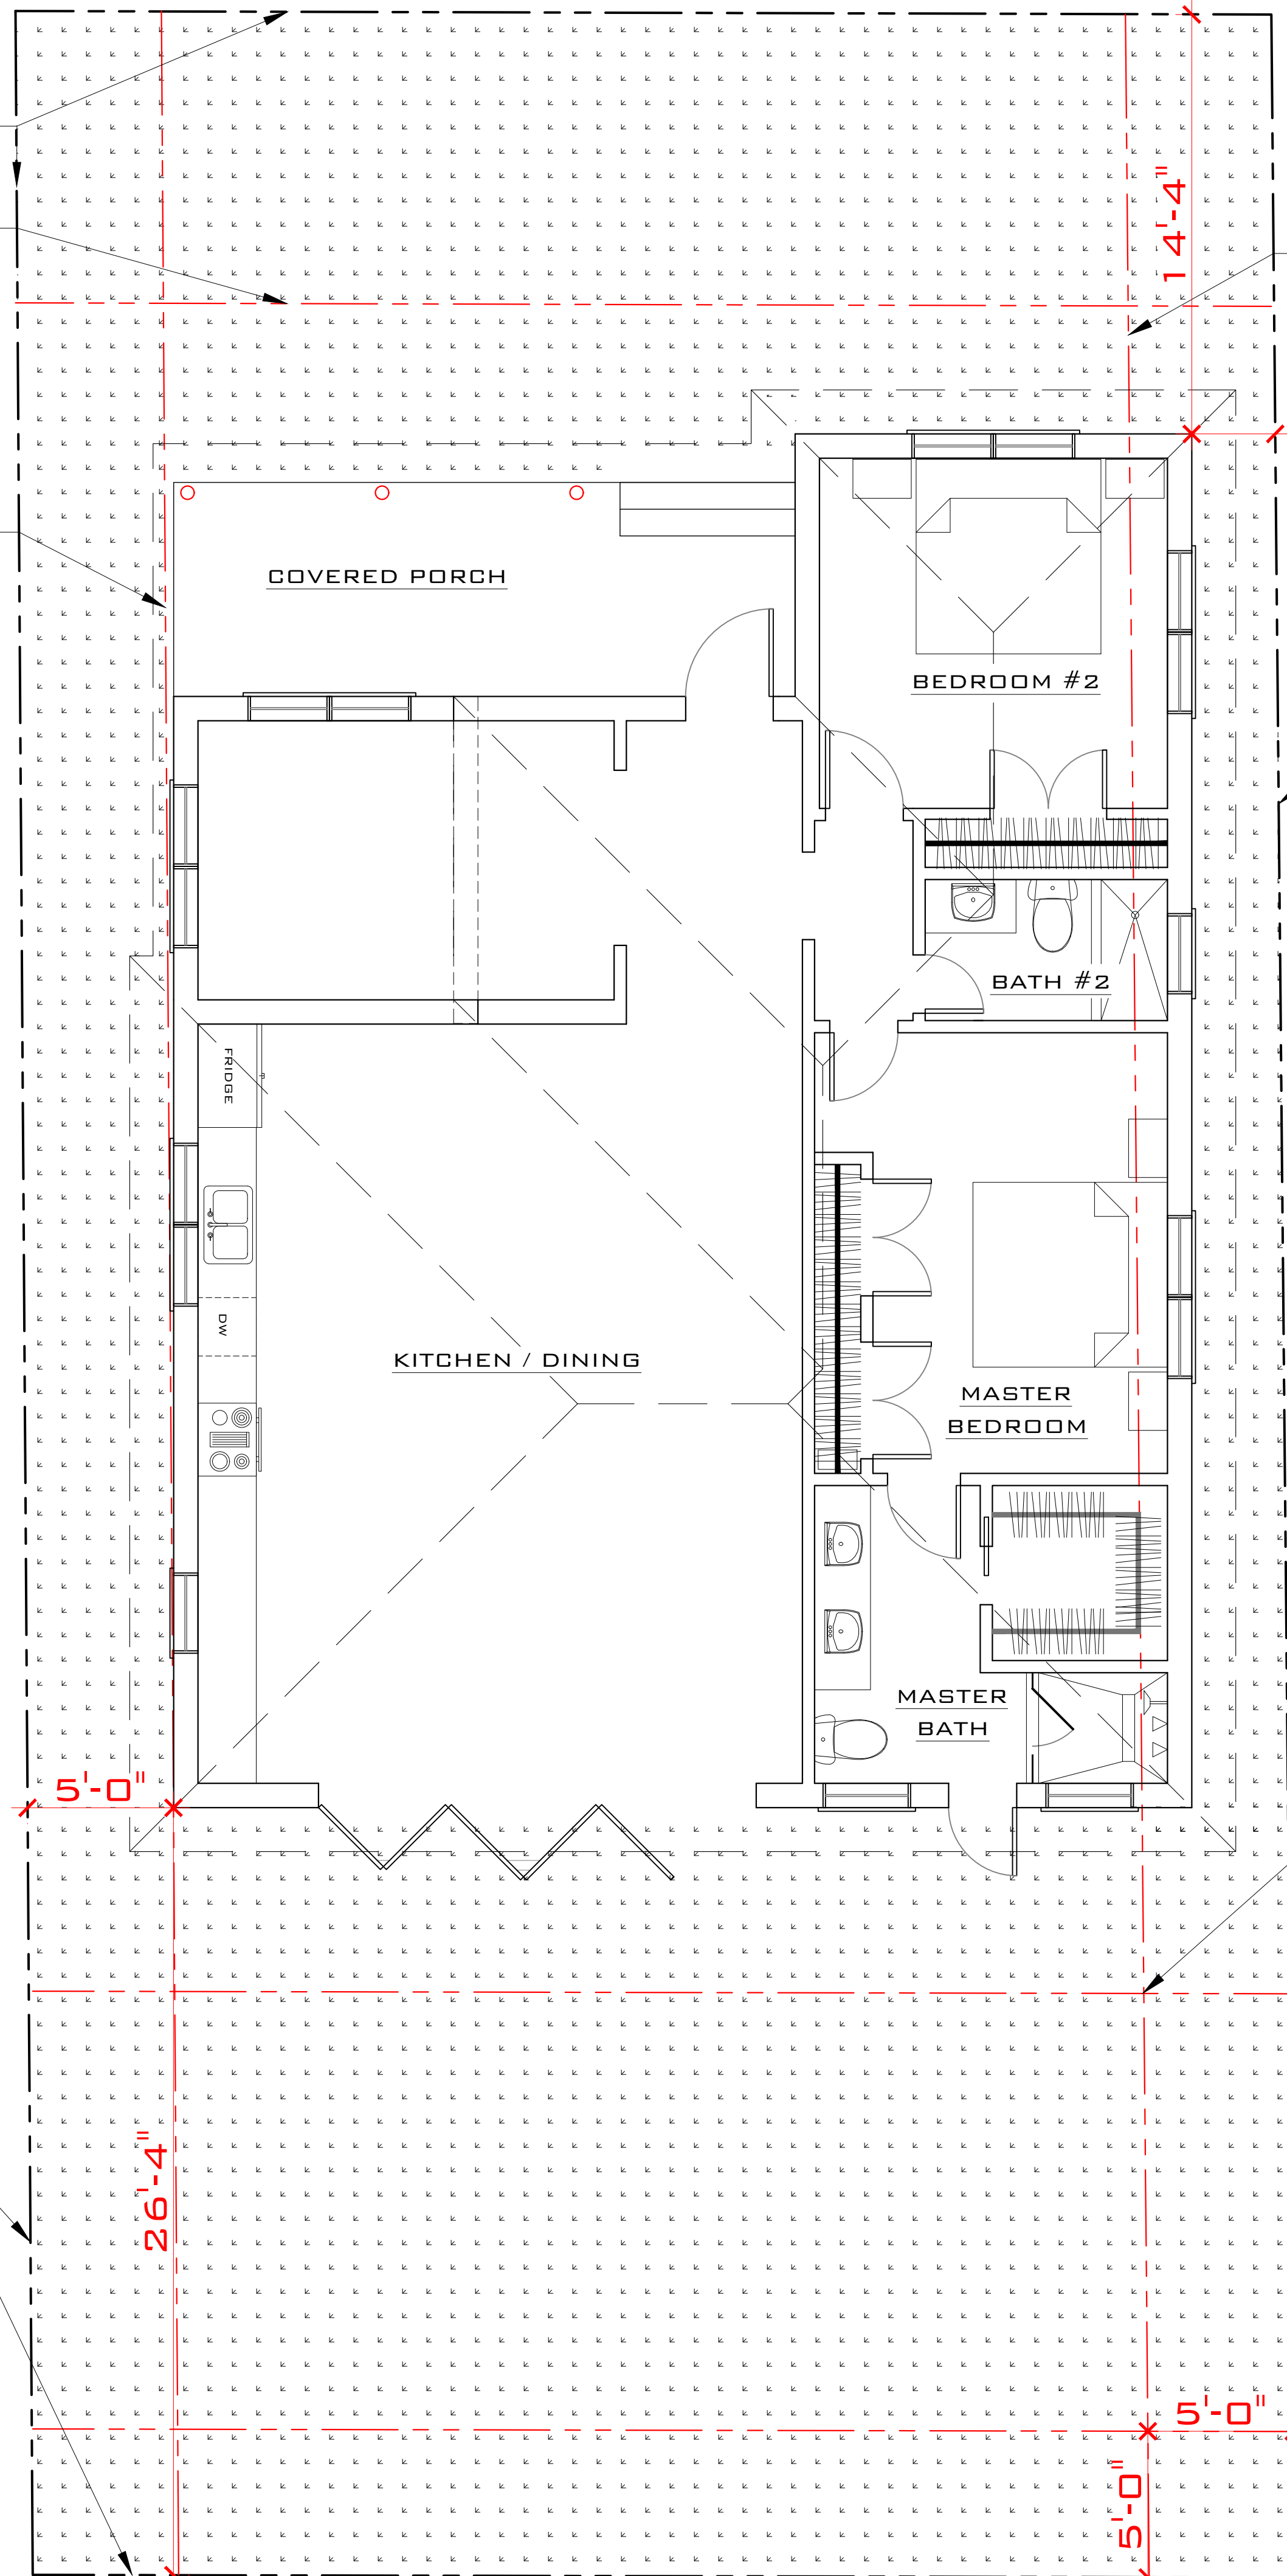 14'-4"
COVERED PORCH
BEDROOM #2
BATH #2
FRIDGE
DW
KITCHEN / DINING
MASTER
BEDROOM
MASTER
BATH
5'-0"
26'-4"
5'-0"
5'-0"